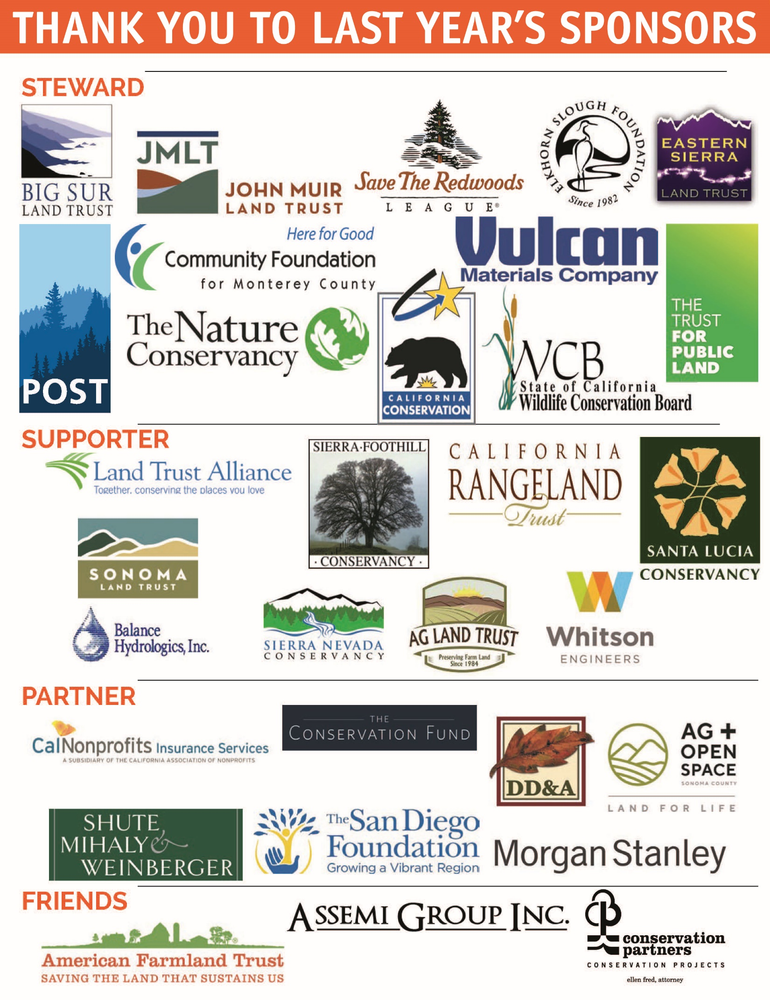 THANK YOU TO LAST YEAR'S SPONSORS
STEWARD
BIG SUR
LAND TRUST
JMLT
JOHN MUIR
LAND TRUST
Save The Redwoods
LEAGUE®
ELKHORN SLOUGH FOUNDATION
Since 1982
EASTERN
SIERRA
LAND TRUST
POST
Here for Good
Community Foundation
for Monterey County
The Nature
Conservancy
CALIFORNIA
CONSERVATION
Vulcan
Materials Company
WCB
State of California
Wildlife Conservation Board
THE
TRUST
FOR
PUBLIC
LAND
SUPPORTER
Land Trust Alliance
Together, conserving the places you love
SIERRA·FOOTHILL
· CONSERVANCY ·
CALIFORNIA
RANGELAND
Trust
SANTA LUCIA
CONSERVANCY
SONOMA
LAND TRUST
Balance
Hydrologics, Inc.
SIERRA NEVADA
CONSERVANCY
AG LAND TRUST
Preserving Farm Land
Since 1984
Whitson
ENGINEERS
PARTNER
CalNonprofits Insurance Services
A SUBSIDIARY OF THE CALIFORNIA ASSOCIATION OF NONPROFITS
THE
CONSERVATION FUND
DD&A
AG +
OPEN
SPACE
SONOMA COUNTY
LAND FOR LIFE
SHUTE,
MIHALY &
WEINBERGER
The San Diego
Foundation
Growing a Vibrant Region
Morgan Stanley
FRIENDS
American Farmland Trust
SAVING THE LAND THAT SUSTAINS US
ASSEMI GROUP INC.
conservation
partners
CONSERVATION PROJECTS
ellen fred, attorney